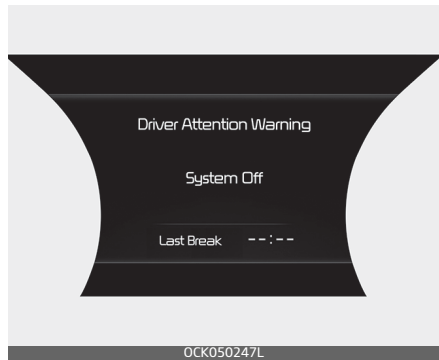 Driver Attention Warning
System Off
Last Break --:--
OCK050247L